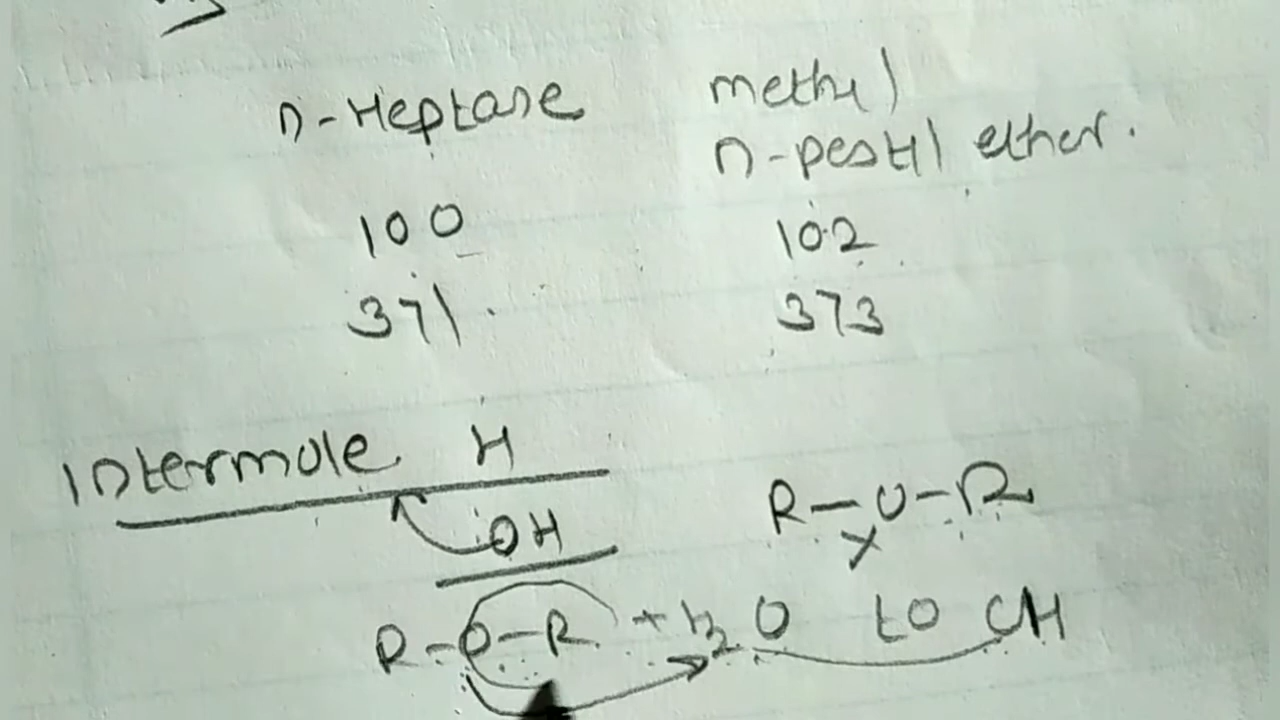 n-Heptane methyl
n-pentyl ether.
100 102
371. 373
Intermole H
OH R-O-R
R-O-R + H2O to OH